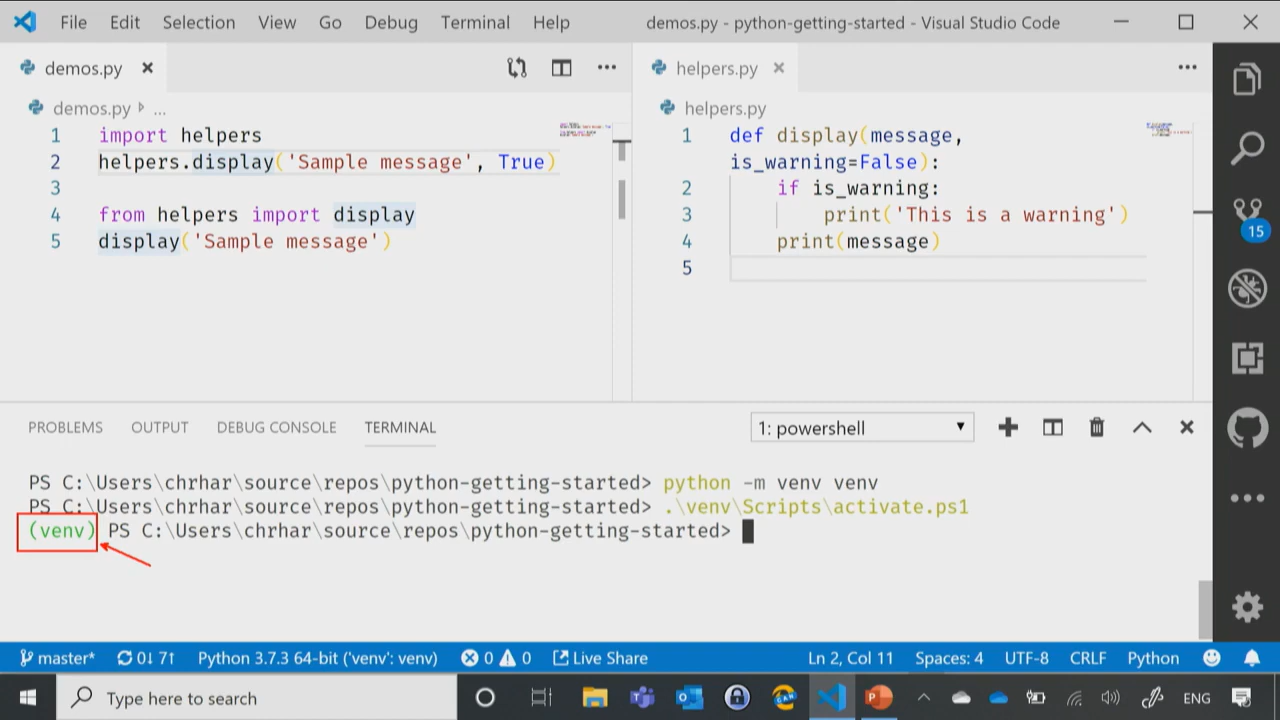 File Edit Selection View Go Debug Terminal Help demos.py - python-getting-started - Visual Studio Code
demos.py
helpers.py
demos.py ...
helpers.py
1 import helpers
2 helpers.display('Sample message', True)
3
4 from helpers import display
5 display('Sample message')
1 def display(message,
is_warning=False):
2 if is_warning:
3 print('This is a warning')
4 print(message)
5
15
PROBLEMS OUTPUT DEBUG CONSOLE TERMINAL 1: powershell
PS C:\Users\chrhar\source\repos\python-getting-started> python -m venv venv
PS C:\Users\chrhar\source\repos\python-getting-started> .\venv\Scripts\activate.ps1
(venv) PS C:\Users\chrhar\source\repos\python-getting-started>
master* 0↓ 7↑ Python 3.7.3 64-bit ('venv': venv) 0 0 Live Share Ln 2, Col 11 Spaces: 4 UTF-8 CRLF Python
Type here to search ENG